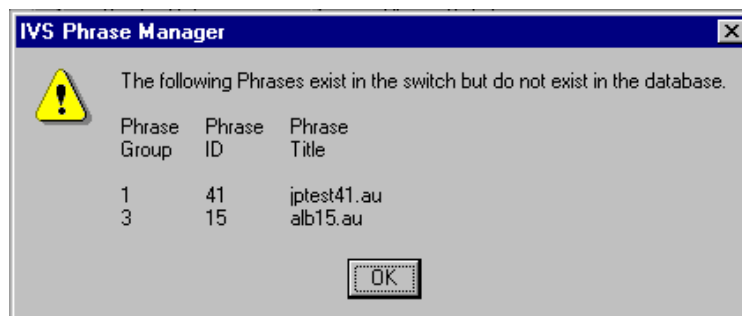 IVS Phrase Manager
The following Phrases exist in the switch but do not exist in the database.
Phrase Phrase Phrase
Group ID Title
1 41 jptest41.au
3 15 alb15.au
OK